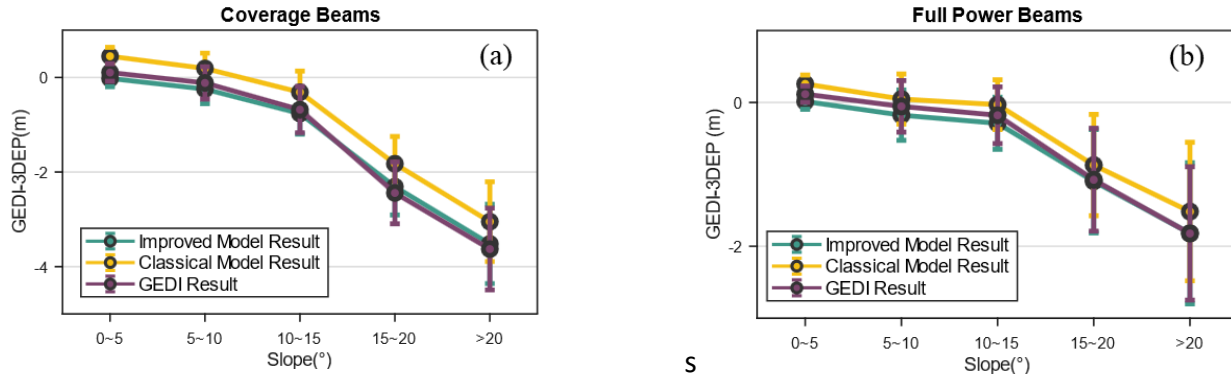 Coverage Beams
(a)
GEDI-3DEP(m)
0
-2
-4
Improved Model Result
Classical Model Result
GEDI Result
0~5
5~10
10~15
15~20
>20
Slope(°)
s
Full Power Beams
(b)
GEDI-3DEP (m)
0
-2
Improved Model Result
Classical Model Result
GEDI Result
0~5
5~10
10~15
15~20
>20
Slope(°)